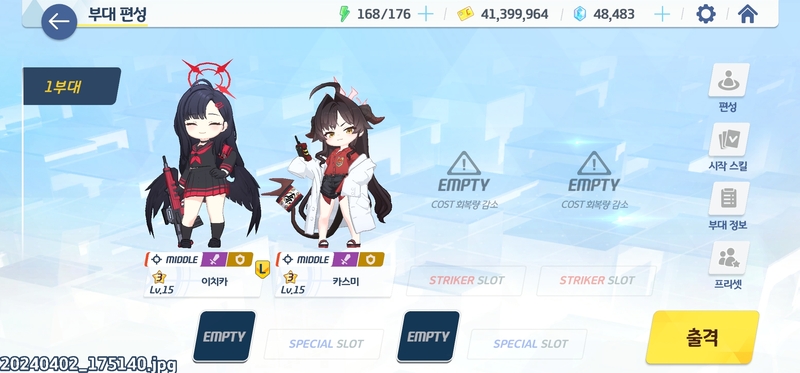 부대 편성
168/176
41,399,964
48,483
1부대
편성
시작 스킬
부대 정보
프리셋
EMPTY
COST 회복량 감소
EMPTY
COST 회복량 감소
MIDDLE
3
Lv.15
이치카
L
MIDDLE
3
Lv.15
카스미
STRIKER SLOT
STRIKER SLOT
EMPTY
SPECIAL SLOT
EMPTY
SPECIAL SLOT
출격
20240402_175140.jpg